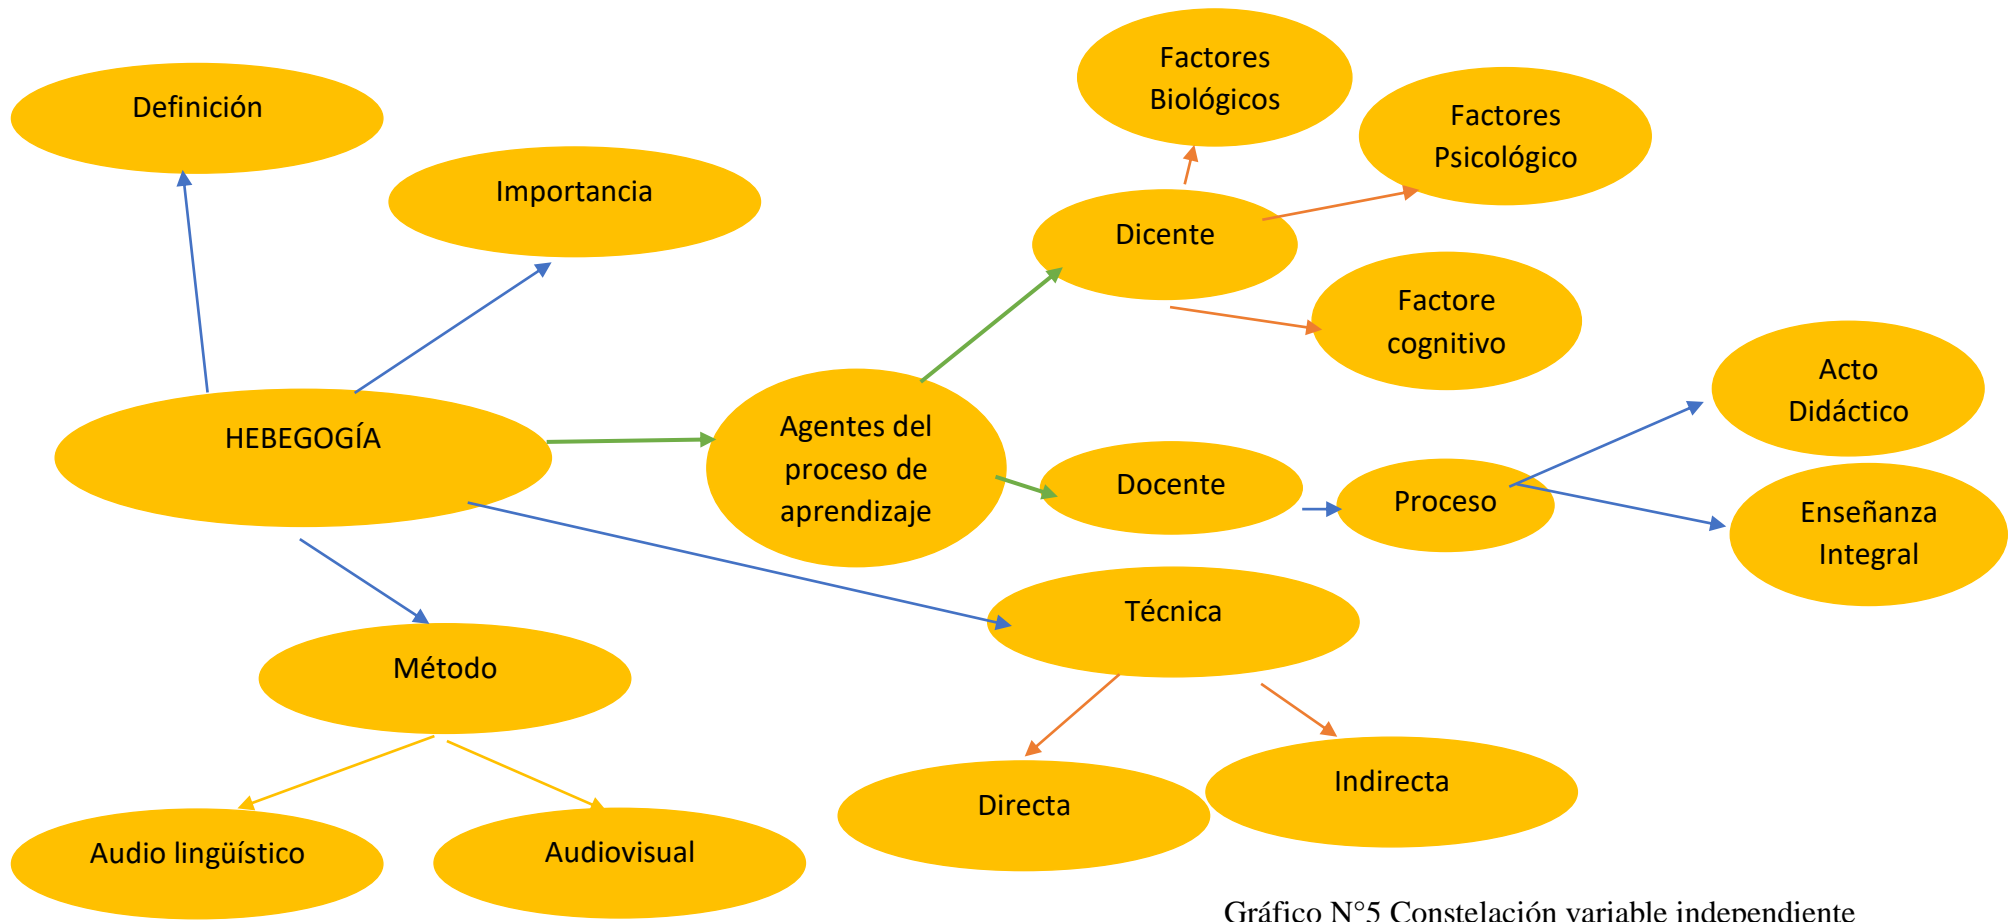 Factores
Biológicos
Definición
Factores
Psicológico
Importancia
Dicente
Factore
cognitivo
Acto
Didáctico
HEBEGOGÍA
Agentes del
proceso de
aprendizaje
Docente
Proceso
Enseñanza
Integral
Técnica
Método
Directa
Indirecta
Audio lingüístico
Audiovisual
Gráfico N°5 Constelación variable independiente